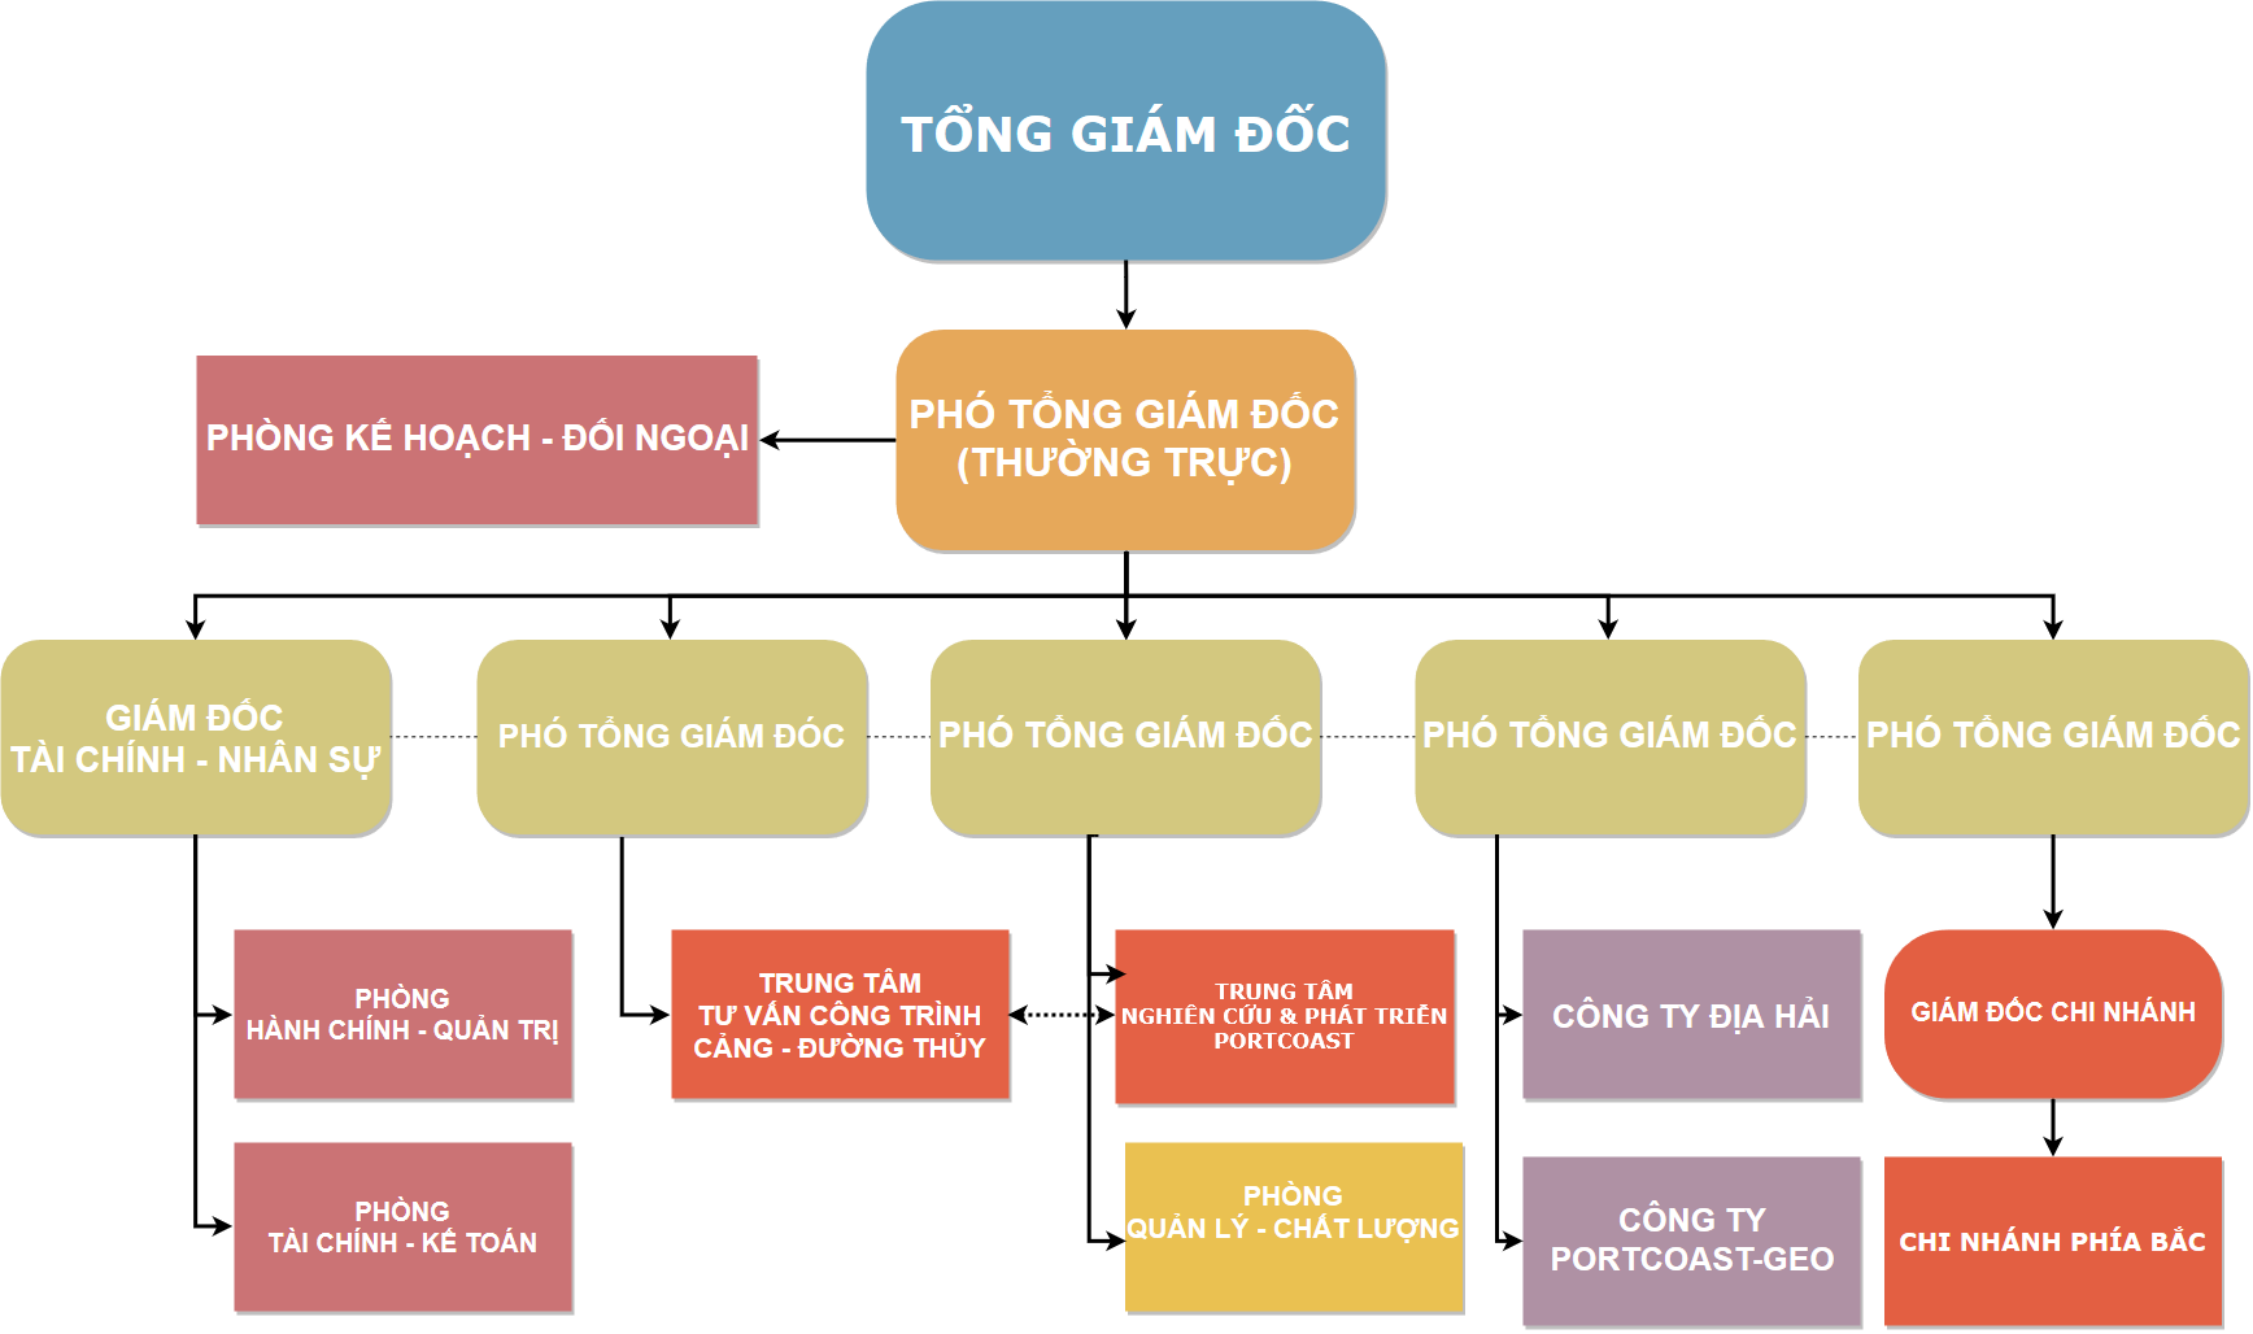 TỔNG GIÁM ĐỐC
PHÒNG KẾ HOẠCH - ĐỐI NGOẠI
PHÓ TỔNG GIÁM ĐỐC
(THƯỜNG TRỰC)
GIÁM ĐỐC
TÀI CHÍNH - NHÂN SỰ
PHÓ TỔNG GIÁM ĐÓC
PHÓ TỔNG GIÁM ĐỐC
PHÓ TỔNG GIÁM ĐỐC
PHÓ TỔNG GIÁM ĐỐC
PHÒNG
HÀNH CHÍNH - QUẢN TRỊ
TRUNG TÂM
TƯ VẤN CÔNG TRÌNH
CẢNG - ĐƯỜNG THỦY
TRUNG TÂM
NGHIÊN CỨU & PHÁT TRIỂN
PORTCOAST
CÔNG TY ĐỊA HẢI
GIÁM ĐỐC CHI NHÁNH
PHÒNG
TÀI CHÍNH - KẾ TOÁN
PHÒNG
QUẢN LÝ - CHẤT LƯỢNG
CÔNG TY
PORTCOAST-GEO
CHI NHÁNH PHÍA BẮC